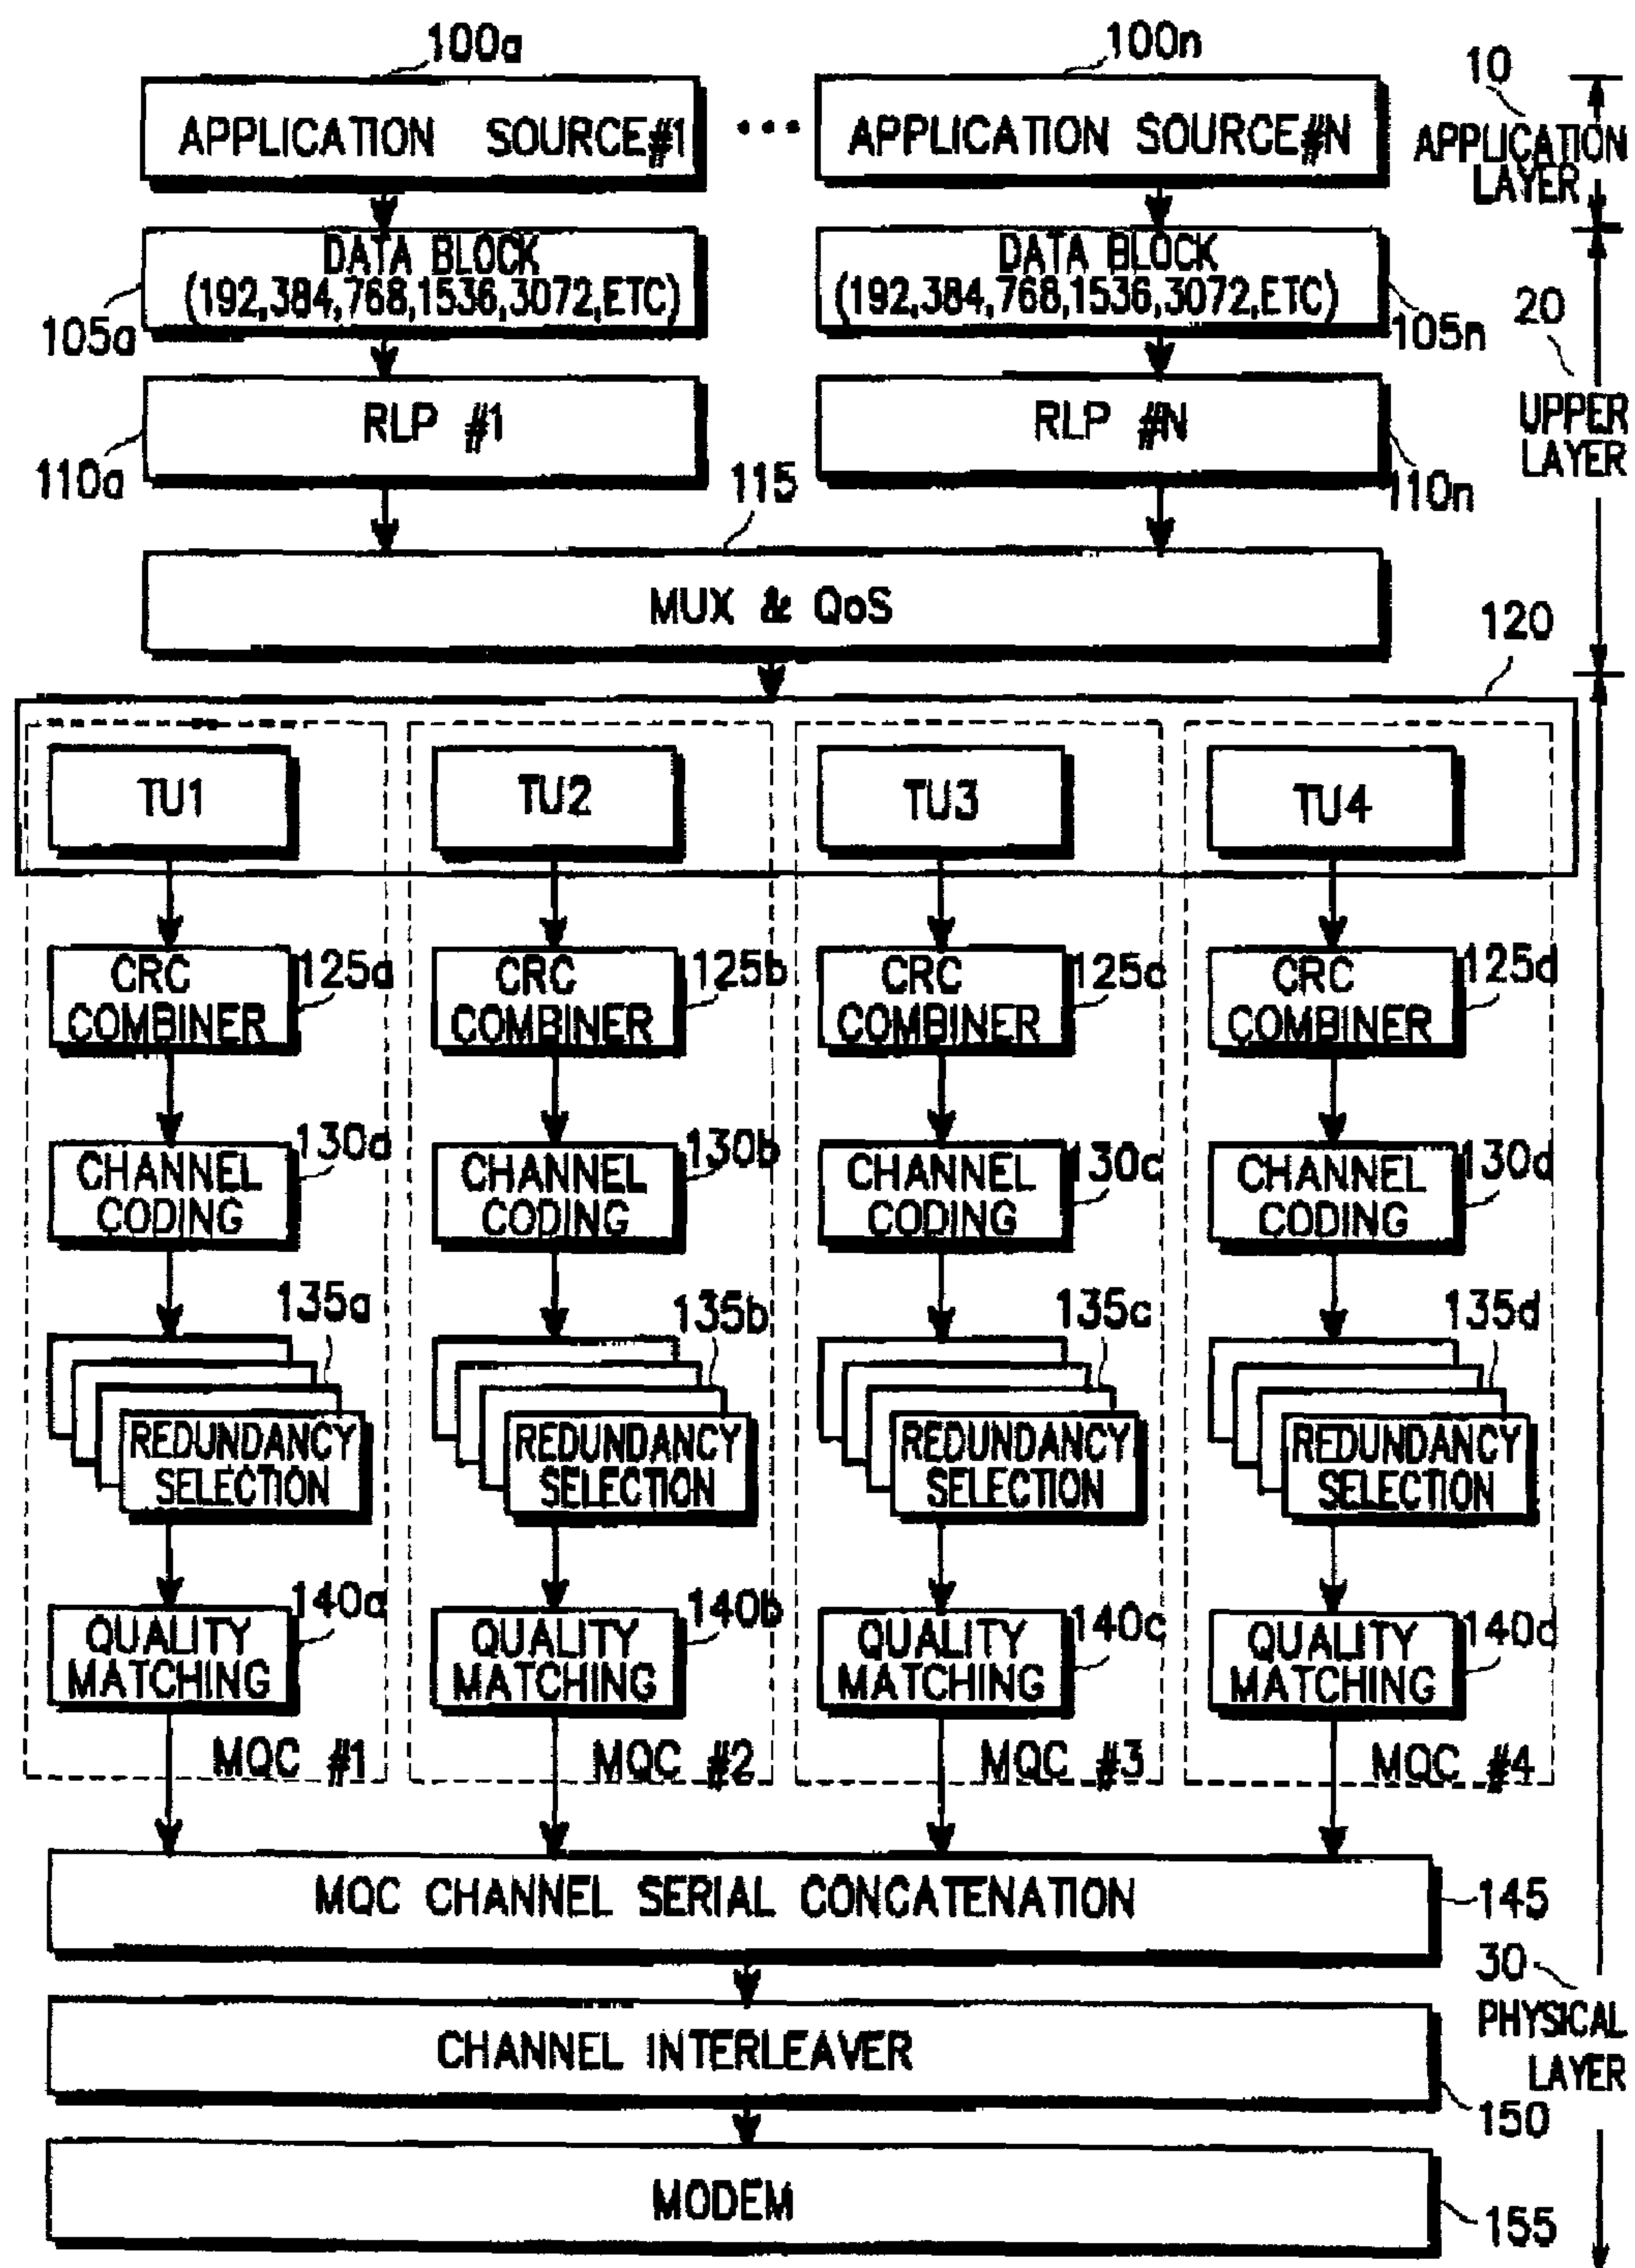 100a
100n
10
APPLICATION SOURCE#1
...
APPLICATION SOURCE#N
APPLICATION
LAYER
DATA BLOCK
(192,384,768,1536,3072,ETC)
105a
DATA BLOCK
(192,384,768,1536,3072,ETC)
105n
20
UPPER
LAYER
RLP #1
110a
RLP #N
110n
115
MUX & QoS
120
TU1
TU2
TU3
TU4
CRC
COMBINER
125a
CRC
COMBINER
125b
CRC
COMBINER
125c
CRC
COMBINER
125d
CHANNEL
CODING
130a
CHANNEL
CODING
130b
CHANNEL
CODING
130c
CHANNEL
CODING
130d
135a
135b
135c
135d
REDUNDANCY
SELECTION
REDUNDANCY
SELECTION
REDUNDANCY
SELECTION
REDUNDANCY
SELECTION
QUALITY
MATCHING
140a
QUALITY
MATCHING
140b
QUALITY
MATCHING
140c
QUALITY
MATCHING
140d
MQC #1
MQC #2
MQC #3
MQC #4
MQC CHANNEL SERIAL CONCATENATION
145
30
PHYSICAL
LAYER
CHANNEL INTERLEAVER
150
MODEM
155